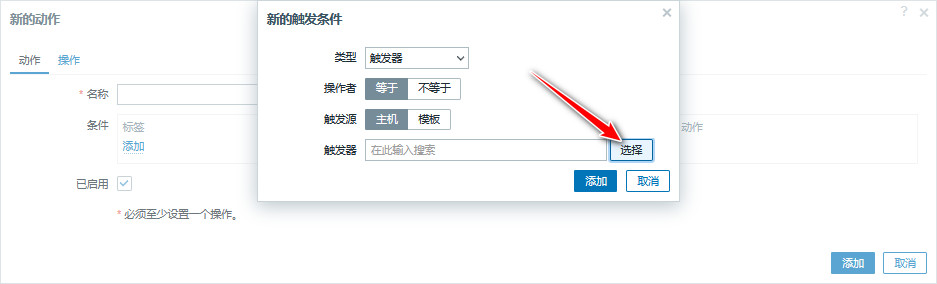 新的动作
?
×
新的触发条件
×
动作 操作
类型 触发器
* 名称
操作者 等于 不等于
条件 标签 动作
触发源 主机 模板
添加
触发器 在此输入搜索 选择
已启用
添加 取消
* 必须至少设置一个操作。
添加 取消